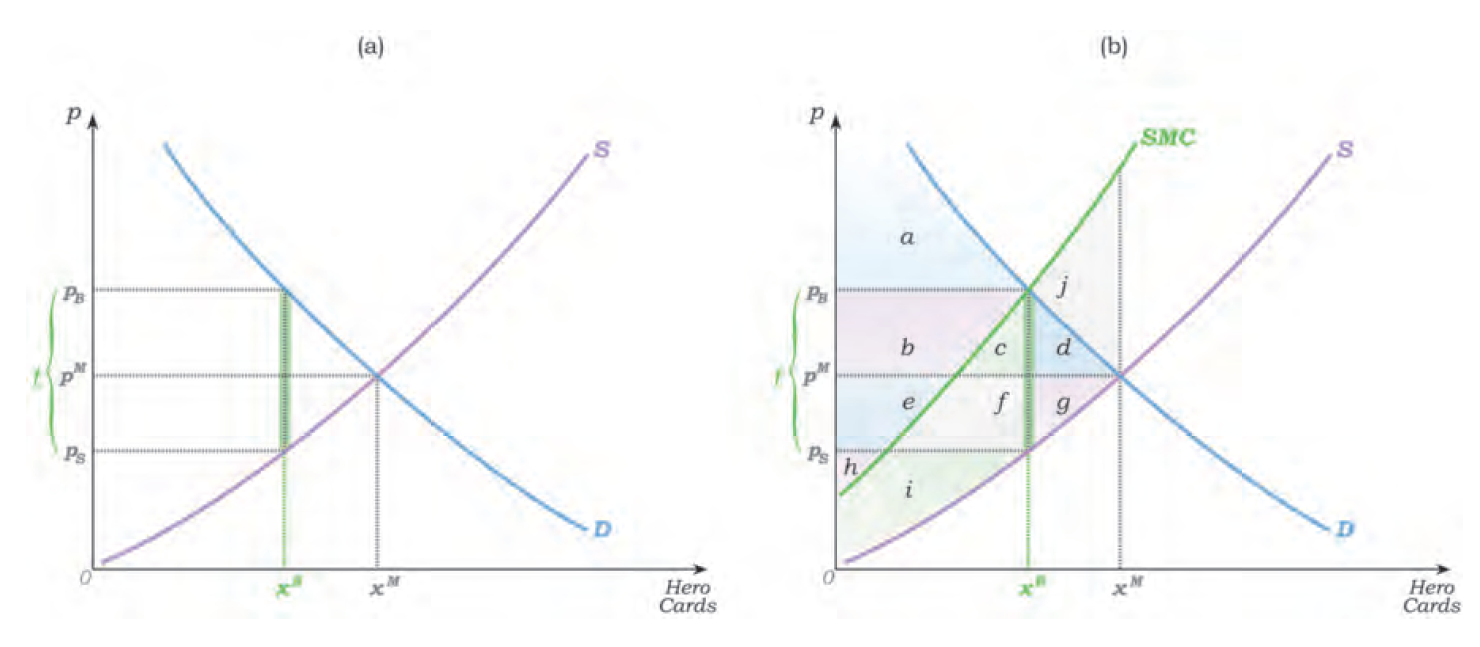 (a)
p
S
p_B
t
p^M
p_S
D
O
x^B
x^M
Hero
Cards
(b)
p
SMC
S
a
j
p_B
b
c
d
t
p^M
e
f
g
p_S
h
i
D
O
x^B
x^M
Hero
Cards